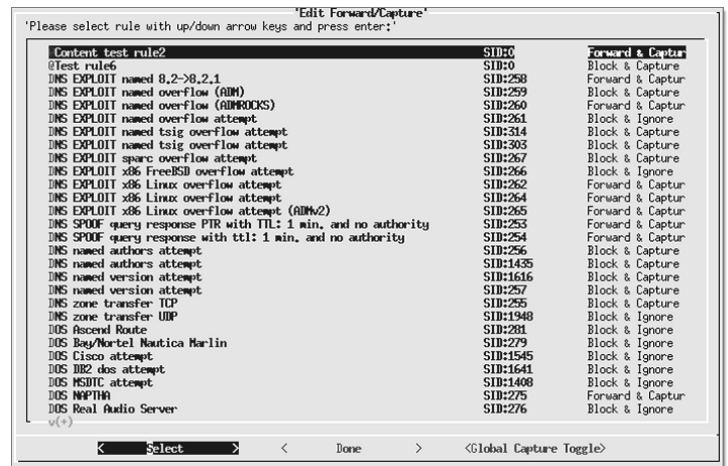 'Edit Forward/Capture'
'Please select rule with up/down arrow keys and press enter:'
Content test rule2 SID:0 Forward & Captur
@Test rule6 SID:0 Block & Capture
DNS EXPLOIT named 8.2->8.2.1 SID:258 Forward & Captur
DNS EXPLOIT named overflow (ADM) SID:259 Block & Capture
DNS EXPLOIT named overflow (ADMROCKS) SID:260 Forward & Captur
DNS EXPLOIT named overflow attempt SID:261 Block & Ignore
DNS EXPLOIT named tsig overflow attempt SID:314 Block & Capture
DNS EXPLOIT named tsig overflow attempt SID:303 Block & Capture
DNS EXPLOIT sparc overflow attempt SID:267 Block & Capture
DNS EXPLOIT x86 FreeBSD overflow attempt SID:266 Block & Ignore
DNS EXPLOIT x86 Linux overflow attempt SID:262 Forward & Captur
DNS EXPLOIT x86 Linux overflow attempt SID:264 Forward & Captur
DNS EXPLOIT x86 Linux overflow attempt (ADMv2) SID:265 Forward & Captur
DNS SPOOF query response PTR with TTL: 1 min. and no authority SID:253 Forward & Captur
DNS SPOOF query response with ttl: 1 min. and no authority SID:254 Forward & Captur
DNS named authors attempt SID:256 Block & Capture
DNS named authors attempt SID:1435 Block & Capture
DNS named version attempt SID:1616 Block & Capture
DNS named version attempt SID:257 Block & Capture
DNS zone transfer TCP SID:255 Block & Capture
DNS zone transfer UDP SID:1948 Block & Ignore
DOS Ascend Route SID:281 Block & Ignore
DOS Bay/Nortel Nautica Marlin SID:279 Block & Ignore
DOS Cisco attempt SID:1545 Block & Ignore
DOS DB2 dos attempt SID:1641 Block & Ignore
DOS MSDTC attempt SID:1408 Block & Ignore
DOS NAPTHA SID:275 Forward & Captur
DOS Real Audio Server SID:276 Block & Ignore
v(+)
< Select > < Done > <Global Capture Toggle>